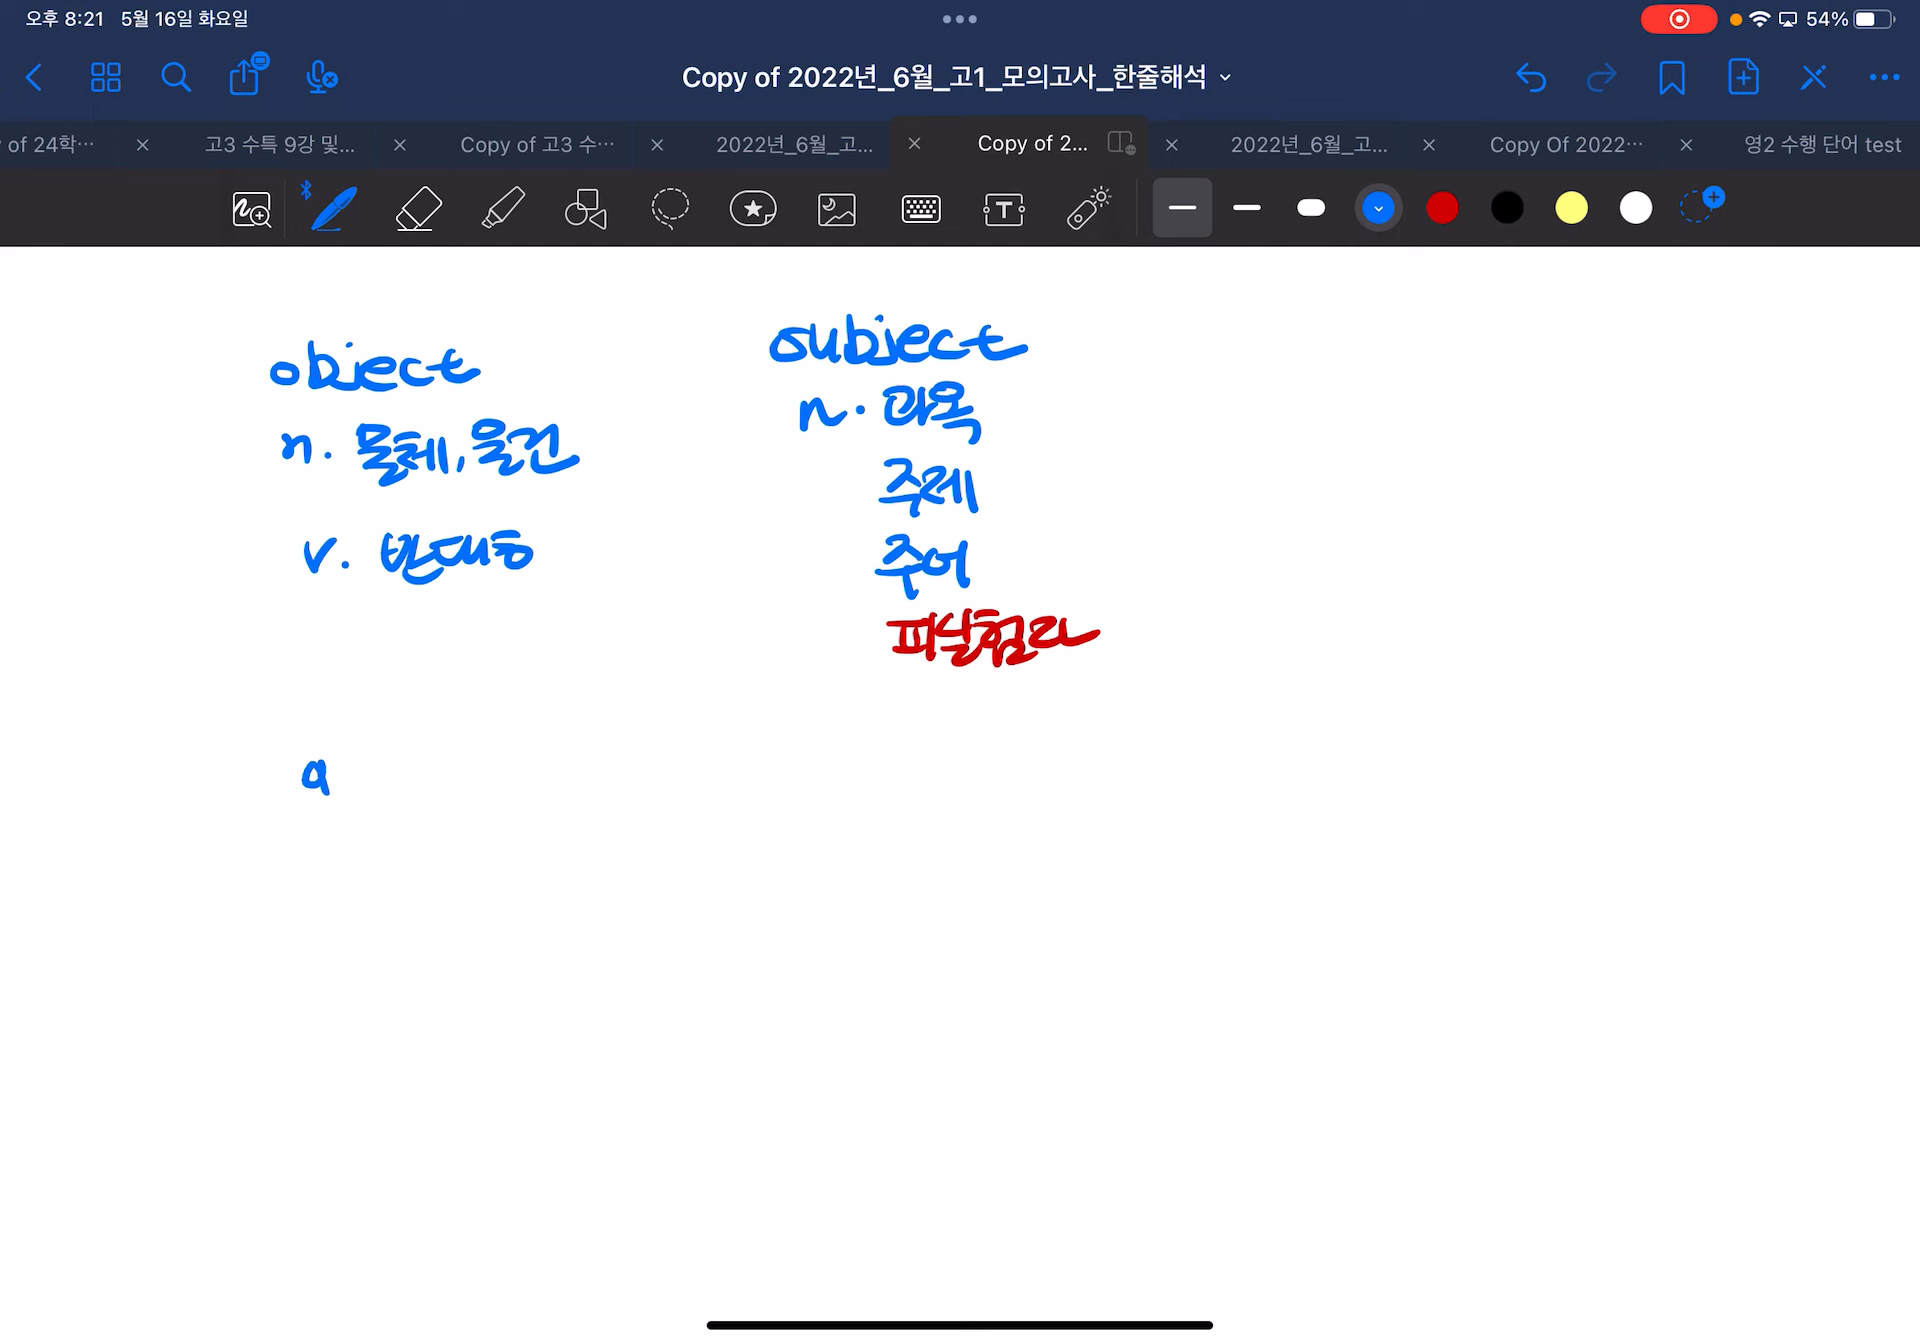 오후 8:21 5월 16일 화요일
54%
Copy of 2022년_6월_고1_모의고사_한줄해석
of 24학…
고3 수특 9강 및...
Copy of 고3 수…
2022년_6월_고...
Copy of 2...
2022년_6월_고...
Copy Of 2022…
영2 수행 단어 test
object
n. 물체, 물건
v. 반대하
subject
n. 과목
주제
주어
피실험자
a